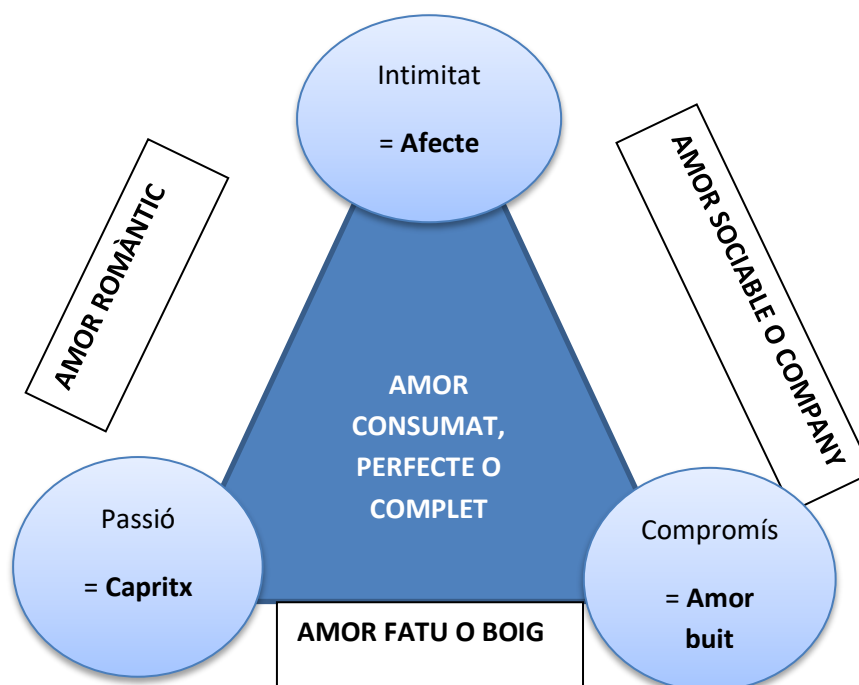 Intimitat
= Afecte
AMOR ROMÀNTIC
AMOR SOCIABLE O COMPANY
AMOR
CONSUMAT,
PERFECTE O
COMPLET
Passió
= Capritx
Compromís
= Amor
buit
AMOR FATU O BOIG